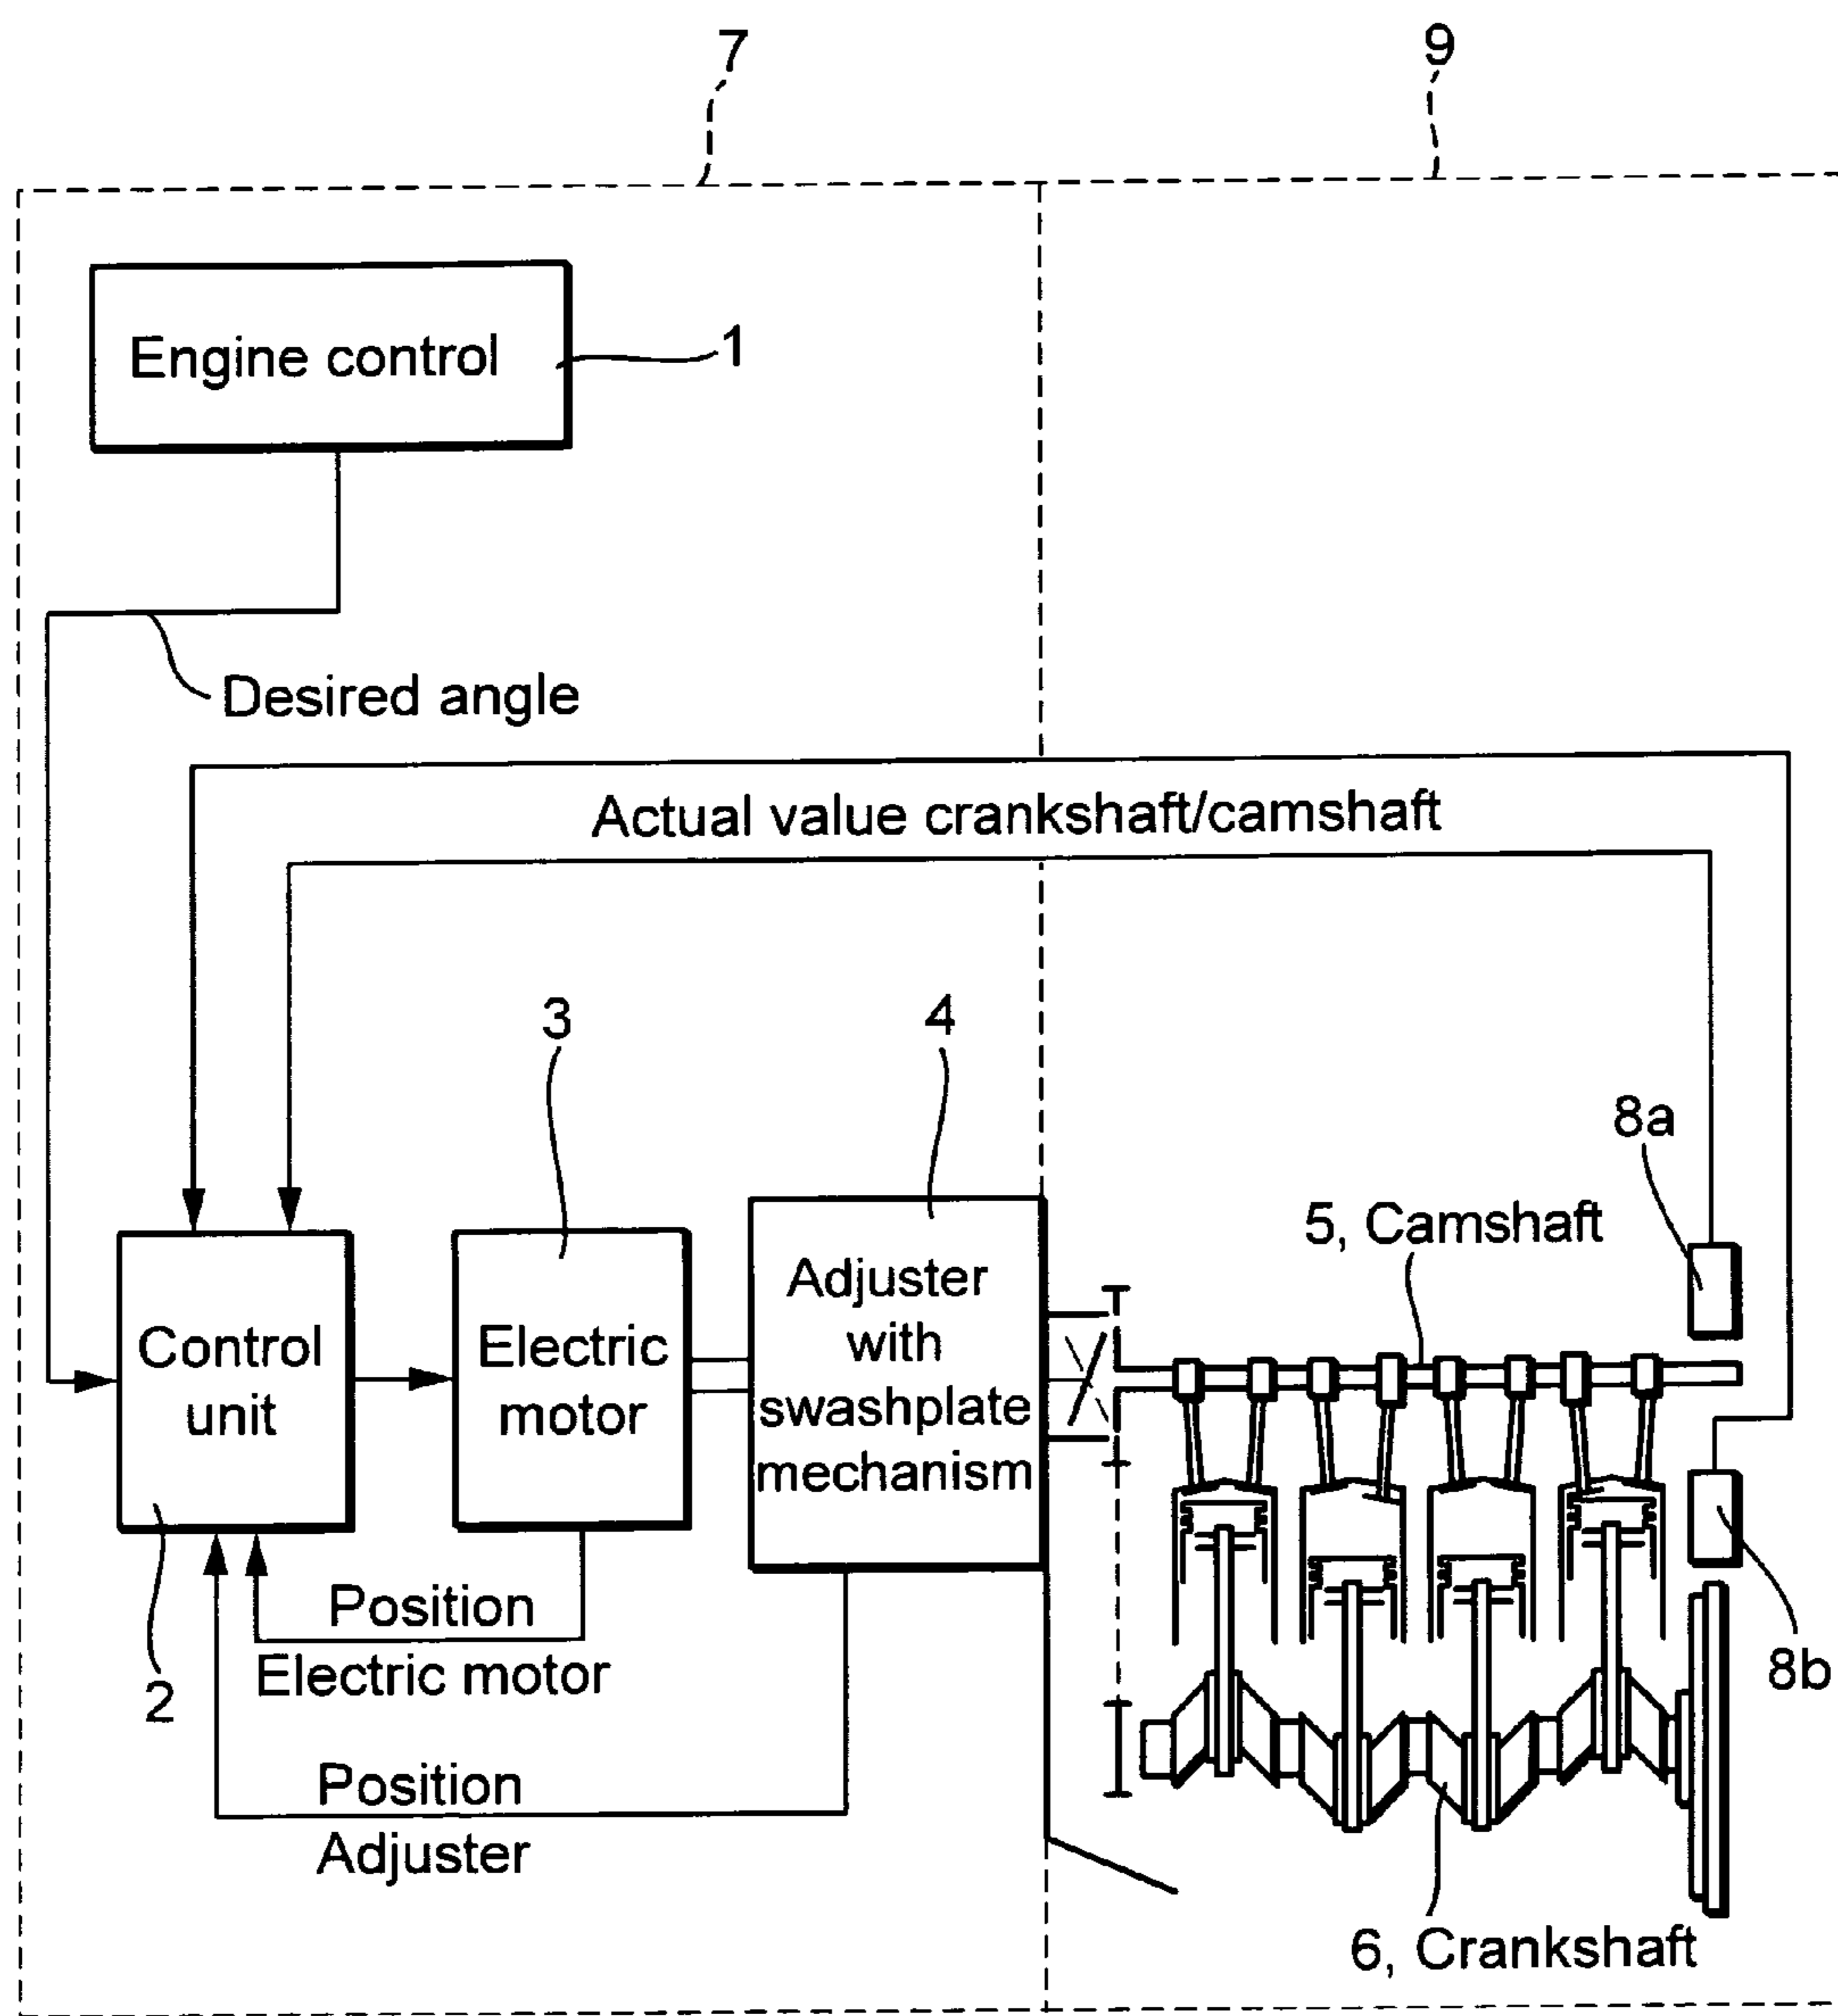 7
9
Engine control
1
Desired angle
Actual value crankshaft/camshaft
3
4
8a
5, Camshaft
Control
unit
Electric
motor
Adjuster
with
swashplate
mechanism
2
Position
Electric motor
8b
Position
Adjuster
6, Crankshaft